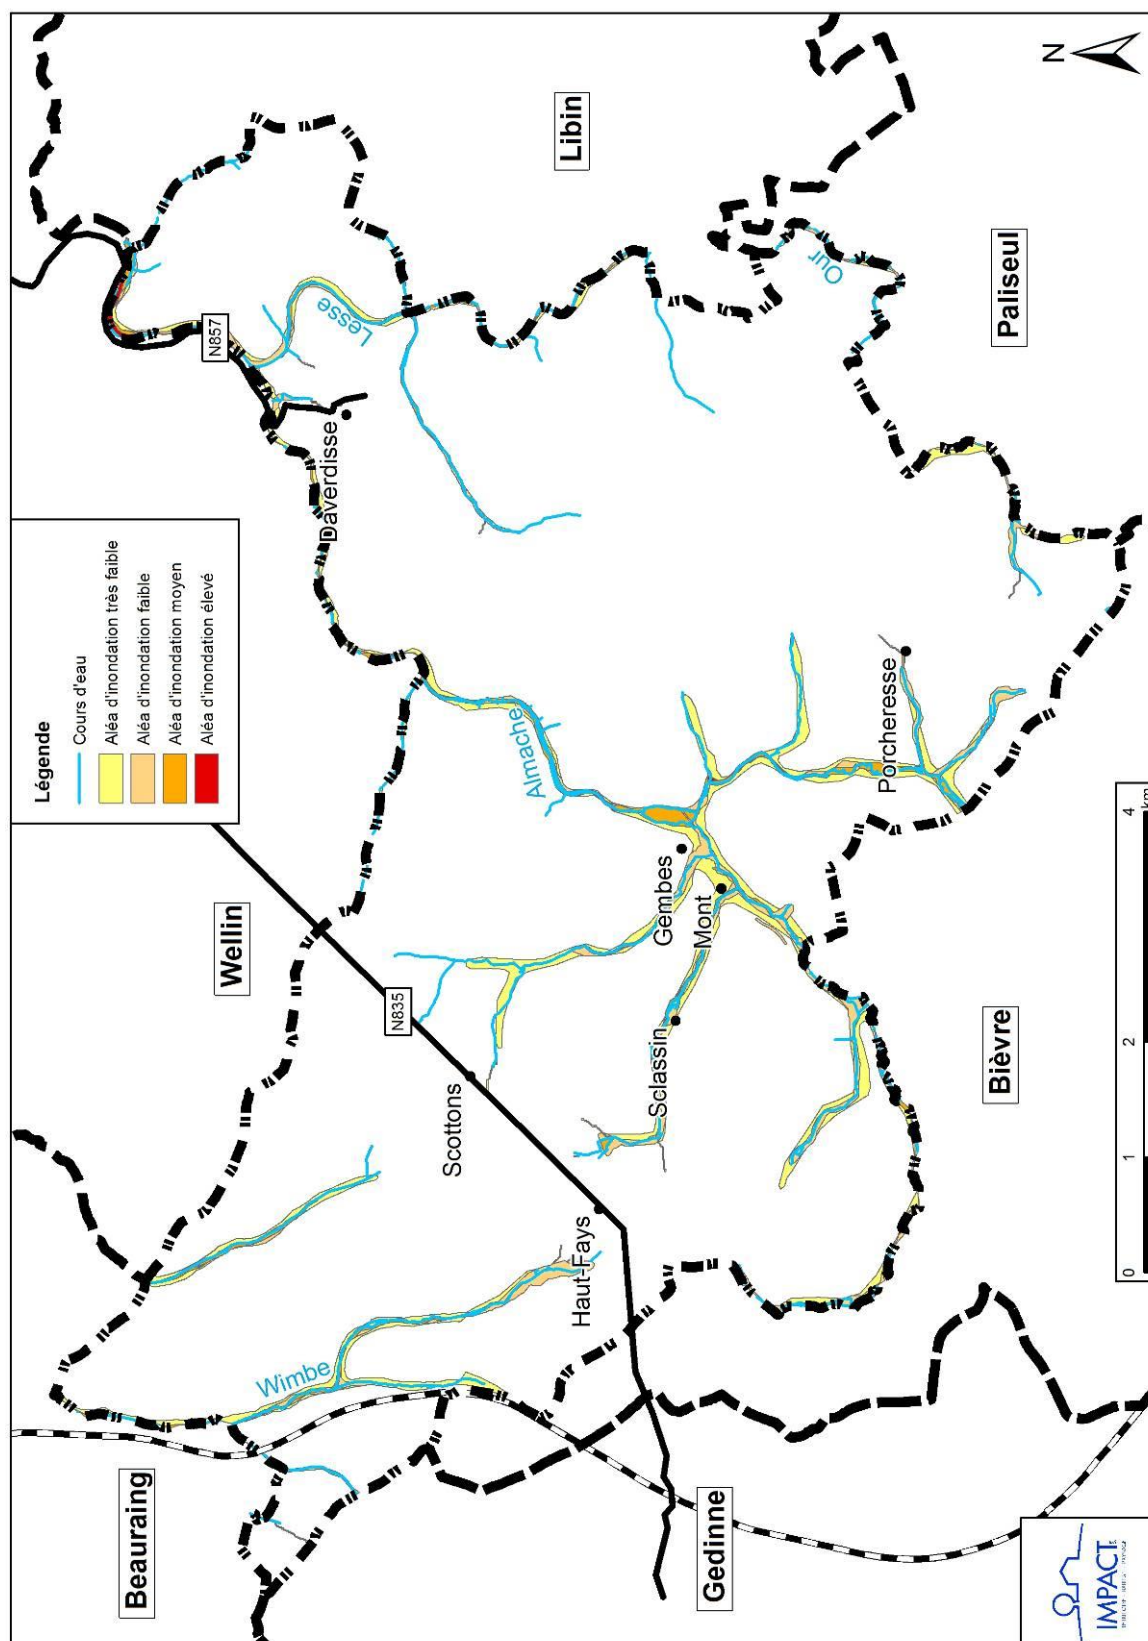 Légende
Cours d'eau
Aléa d'inondation très faible
Aléa d'inondation faible
Aléa d'inondation moyen
Aléa d'inondation élevé
Beauraing
Wellin
N857
Libin
N
Wimbe
Lesse
Daverdisse
N835
Scottons
Almache
Our
Haut-Fays
Sclassin
Gembes
Mont
Gedinne
Porcheresse
Bièvre
Paliseul
IMPACT
0
1
2
4
km